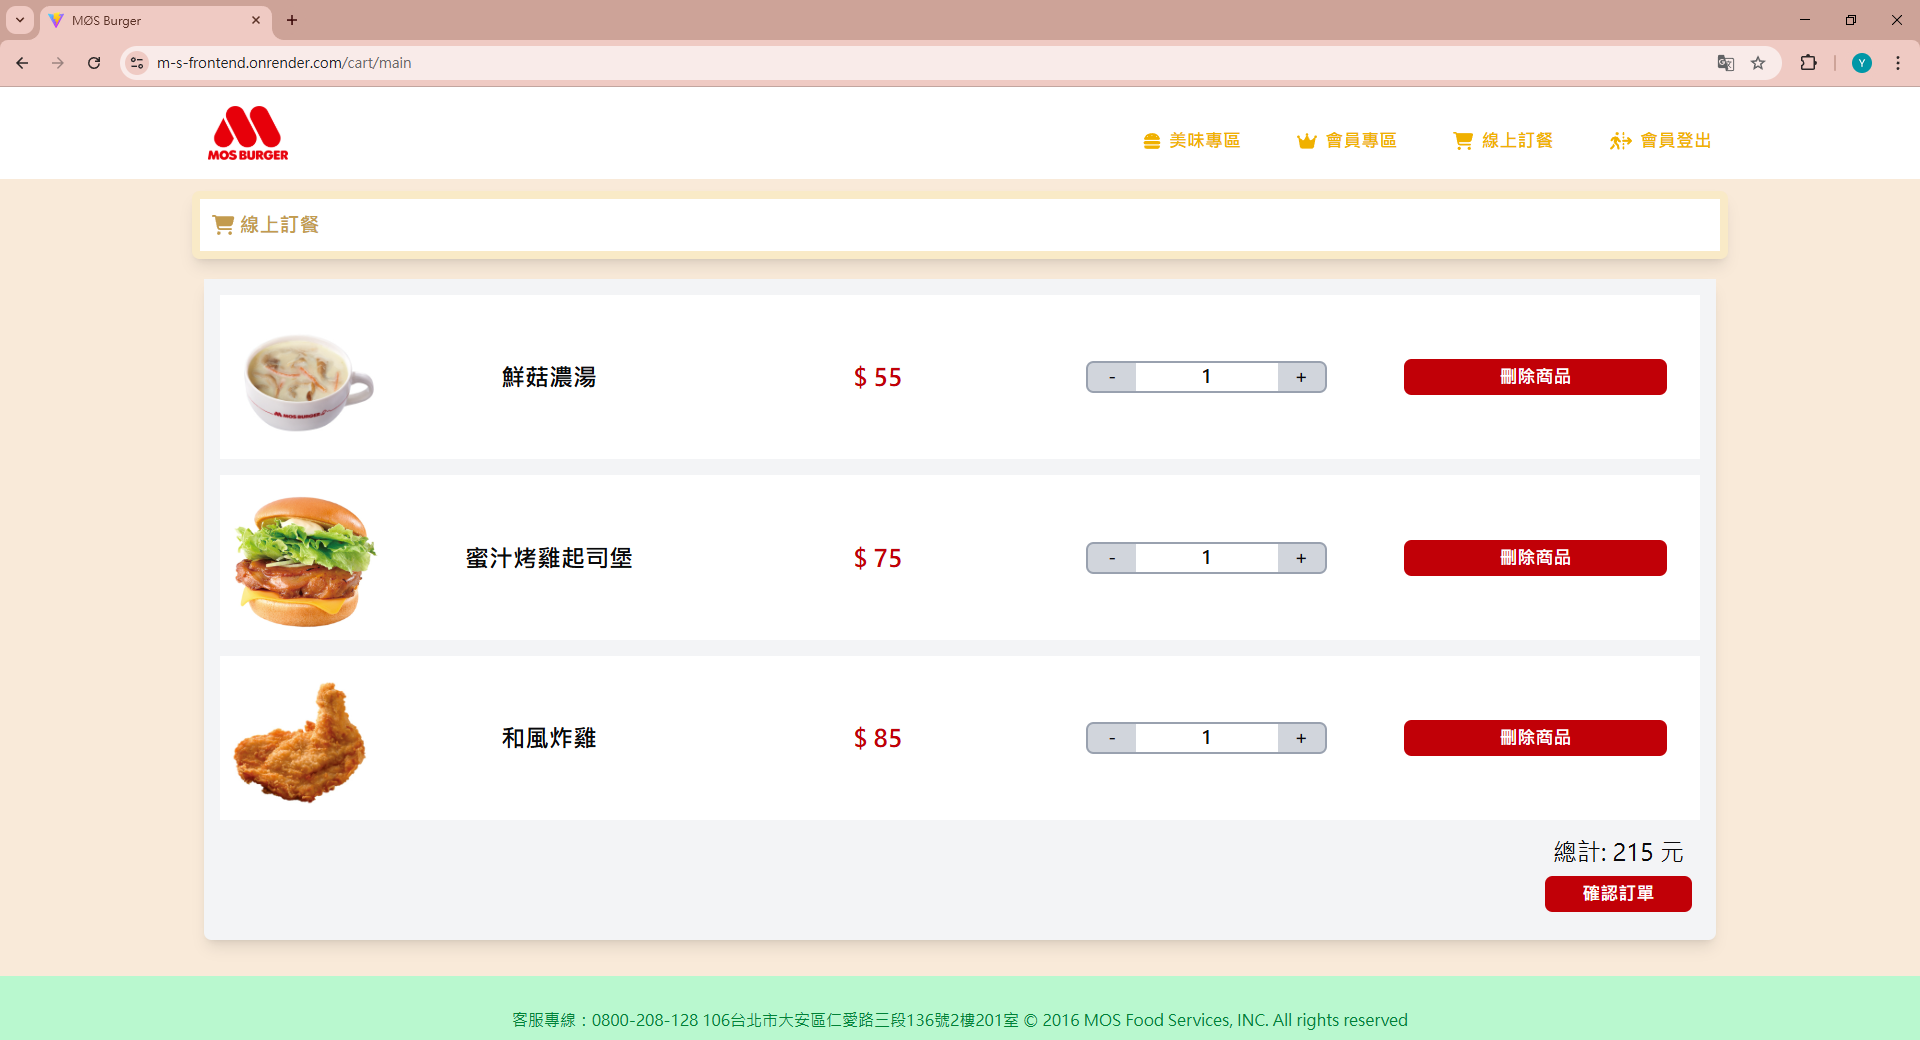 MØS Burger
m-s-frontend.onrender.com/cart/main
Y
MOS BURGER
美味專區
會員專區
線上訂餐
會員登出
線上訂餐
MOS BURGER
鮮菇濃湯
$ 55
- 1 +
刪除商品
蜜汁烤雞起司堡
$ 75
- 1 +
刪除商品
和風炸雞
$ 85
- 1 +
刪除商品
總計: 215 元
確認訂單
客服專線：0800-208-128 106台北市大安區仁愛路三段136號2樓201室 © 2016 MOS Food Services, INC. All rights reserved